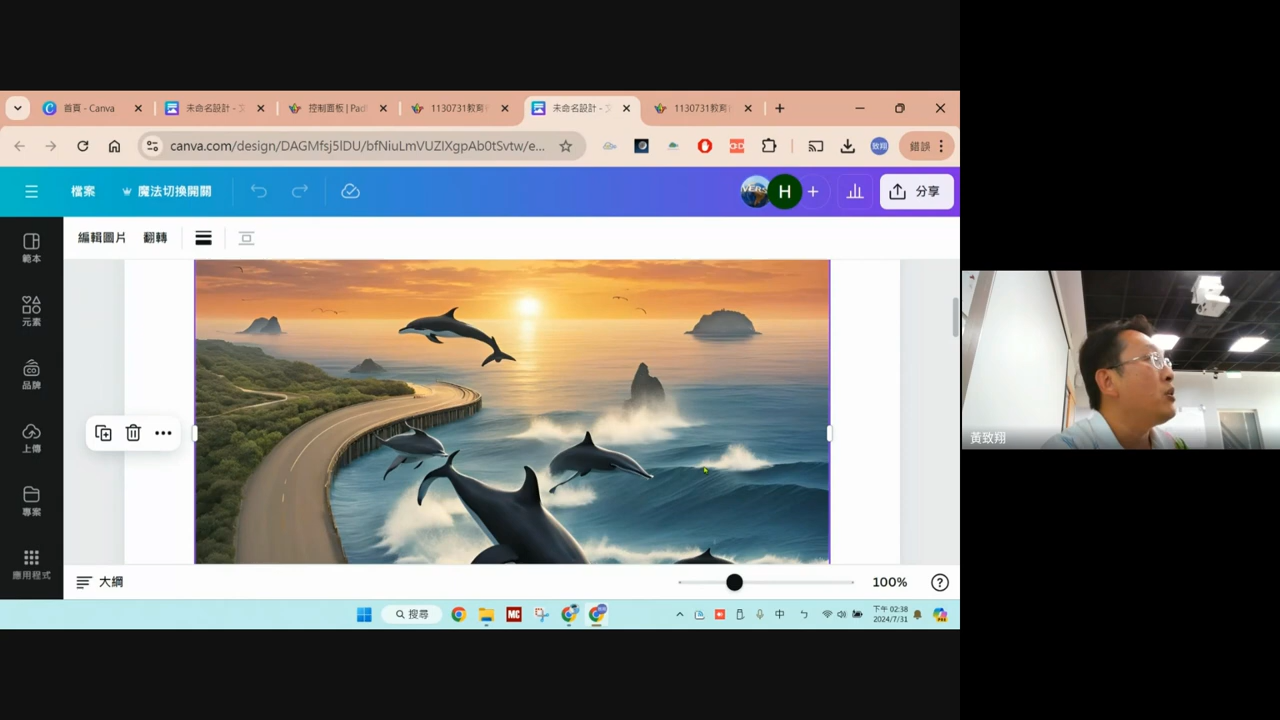 首頁 - Canva
未命名設計 - 文
控制面板 | Pad
1130731教育
未命名設計 - 文
1130731教育
canva.com/design/DAGMfsj5lDU/bfNiuLmVUZIXgpAb0tSvtw/e...
錯誤
檔案
魔法切換開關
H
分享
編輯圖片
翻轉
範本
元素
品牌
上傳
專案
應用程式
黃致翔
大綱
100%
搜尋
MC
中
ㄅ
下午 02:38
2024/7/31